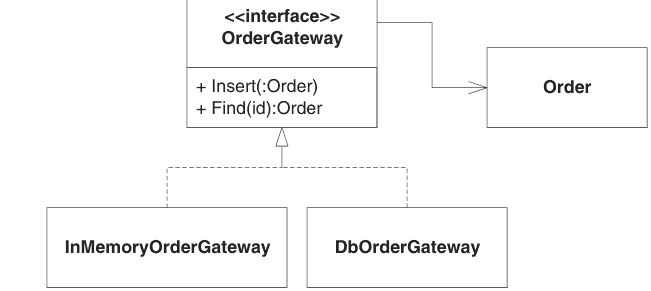 <<interface>>
OrderGateway
+ Insert(:Order)
+ Find(id):Order
Order
InMemoryOrderGateway
DbOrderGateway